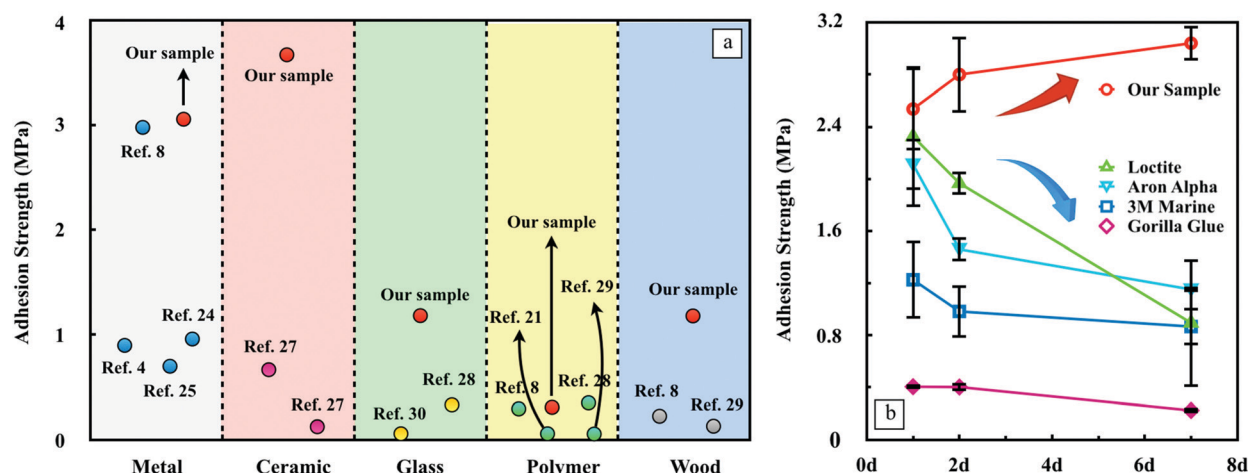 4
3
2
1
0
Adhesion Strength (MPa)
a
Our sample
Ref. 8
Ref. 24
Ref. 4
Ref. 25
Our sample
Ref. 27
Ref. 27
Our sample
Ref. 28
Ref. 30
Our sample
Ref. 29
Ref. 21
Ref. 8
Ref. 28
Our sample
Ref. 8
Ref. 29
Metal
Ceramic
Glass
Polymer
Wood
3.2
2.4
1.6
0.8
0
Adhesion Strength (MPa)
Our Sample
Loctite
Aron Alpha
3M Marine
Gorilla Glue
b
0d
2d
4d
6d
8d